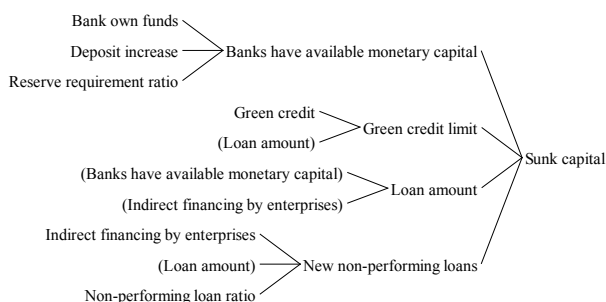 Bank own funds
Deposit increase
Banks have available monetary capital
Reserve requirement ratio
Green credit
Green credit limit
(Loan amount)
Sunk capital
(Banks have available monetary capital)
Loan amount
(Indirect financing by enterprises)
Indirect financing by enterprises
(Loan amount)
New non-performing loans
Non-performing loan ratio